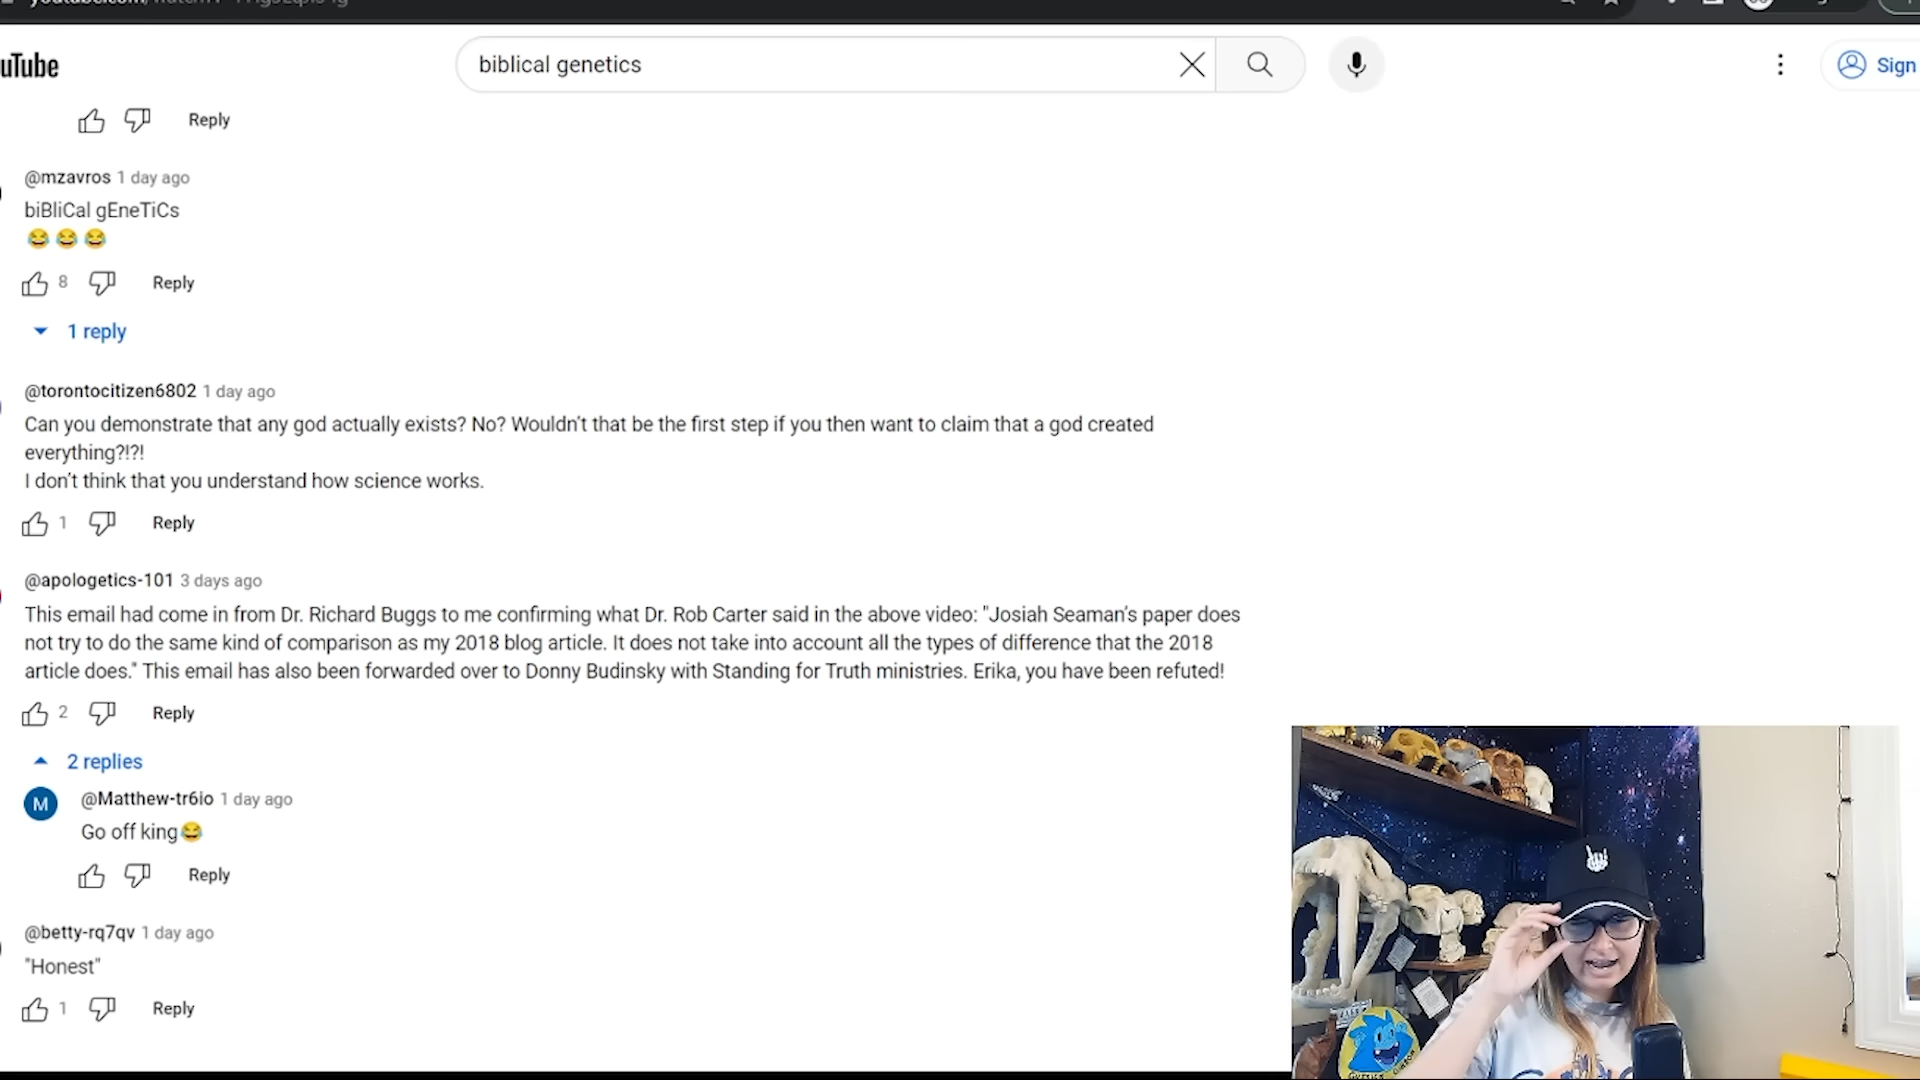 uTube
biblical genetics
Sign
Reply
@mzavros 1 day ago
biBliCal gEneTiCs
😂😂😂
8 Reply
1 reply
@torontocitizen6802 1 day ago
Can you demonstrate that any god actually exists? No? Wouldn't that be the first step if you then want to claim that a god created
everything?!?!
I don't think that you understand how science works.
1 Reply
@apologetics-101 3 days ago
This email had come in from Dr. Richard Buggs to me confirming what Dr. Rob Carter said in the above video: "Josiah Seaman's paper does
not try to do the same kind of comparison as my 2018 blog article. It does not take into account all the types of difference that the 2018
article does." This email has also been forwarded over to Donny Budinsky with Standing for Truth ministries. Erika, you have been refuted!
2 Reply
2 replies
M
@Matthew-tr6io 1 day ago
Go off king😂
Reply
@betty-rq7qv 1 day ago
"Honest"
1 Reply